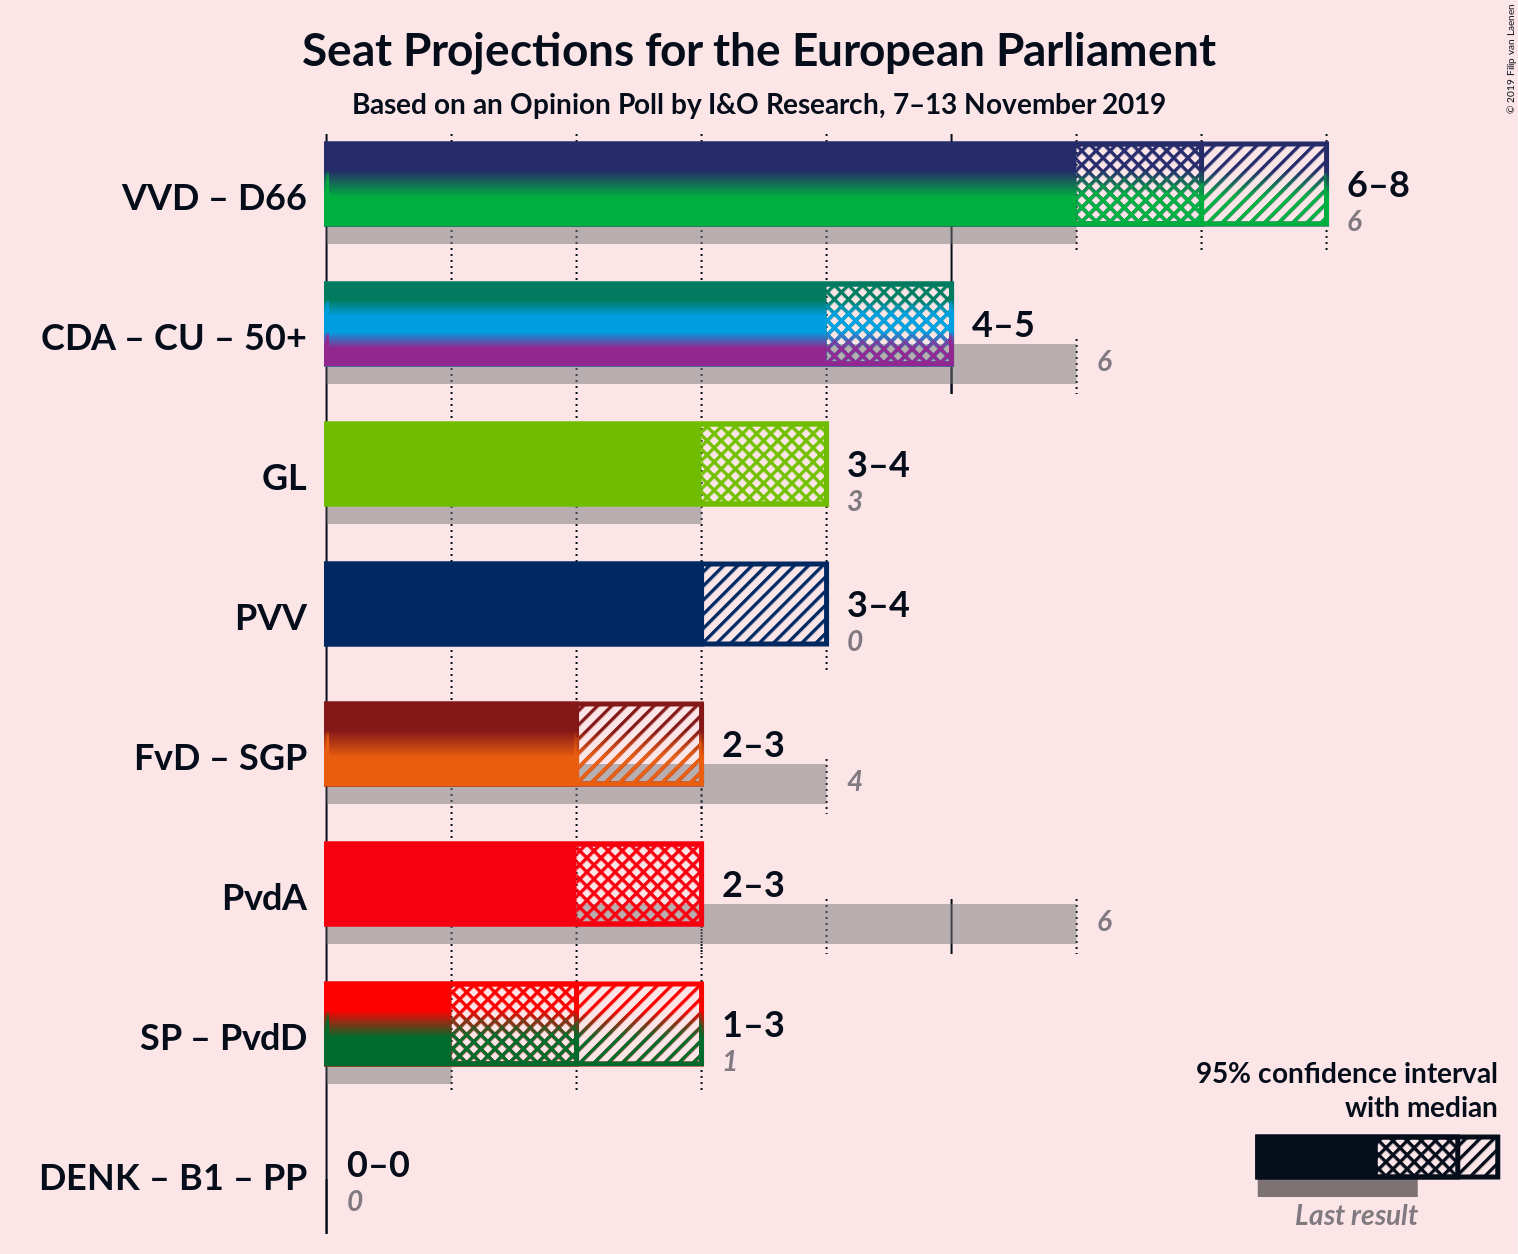 Seat Projections for the European Parliament
Based on an Opinion Poll by I&O Research, 7–13 November 2019
© 2019 Filip van Laenen
VVD – D66
6–8
6
CDA – CU – 50+
4–5
6
GL
3–4
3
PVV
3–4
0
FvD – SGP
2–3
4
PvdA
2–3
6
SP – PvdD
1–3
1
DENK – B1 – PP
0–0
0
95% confidence interval
with median
Last result